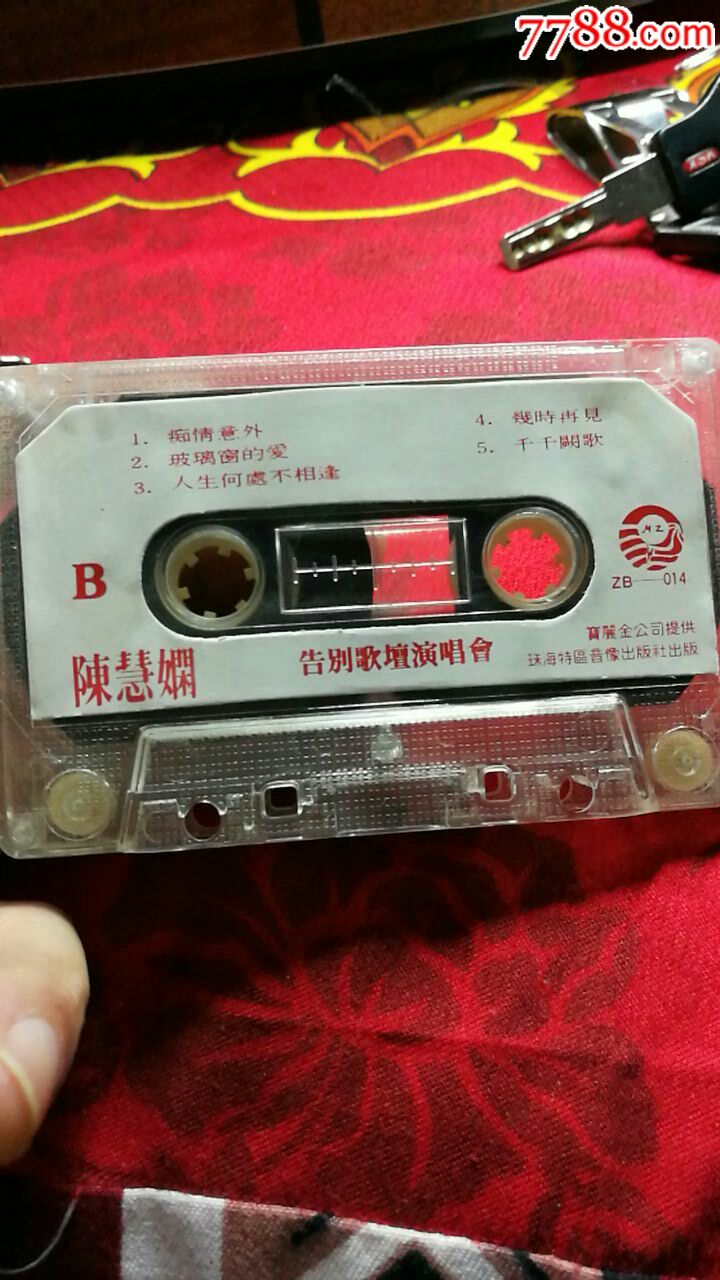 7788.com
1. 痴情意外
2. 玻璃窗的愛
3. 人生何處不相逢
4. 幾時再見
5. 千千闕歌
B
M.Z
ZB——014
陳慧嫻
告別歌壇演唱會
寶麗金公司提供
珠海特區音像出版社出版